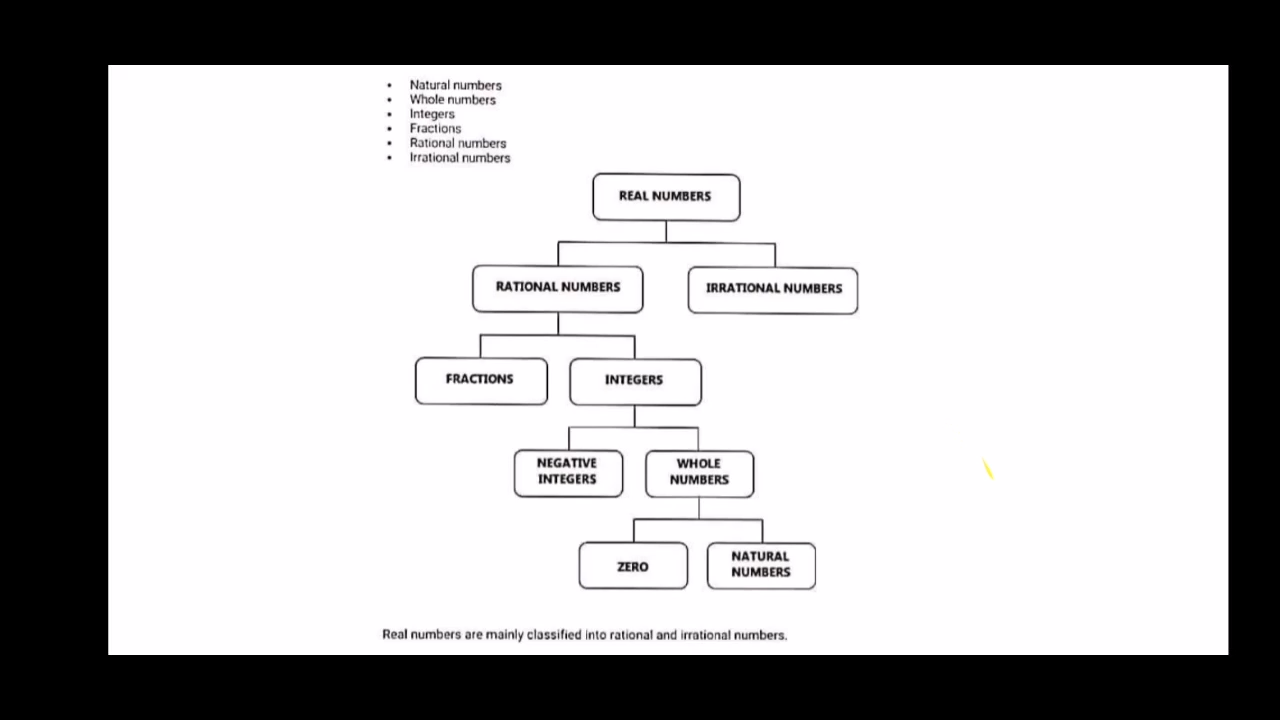 Natural numbers
Whole numbers
Integers
Fractions
Rational numbers
Irrational numbers
REAL NUMBERS
RATIONAL NUMBERS
IRRATIONAL NUMBERS
FRACTIONS
INTEGERS
NEGATIVE
INTEGERS
WHOLE
NUMBERS
ZERO
NATURAL
NUMBERS
Real numbers are mainly classified into rational and irrational numbers.